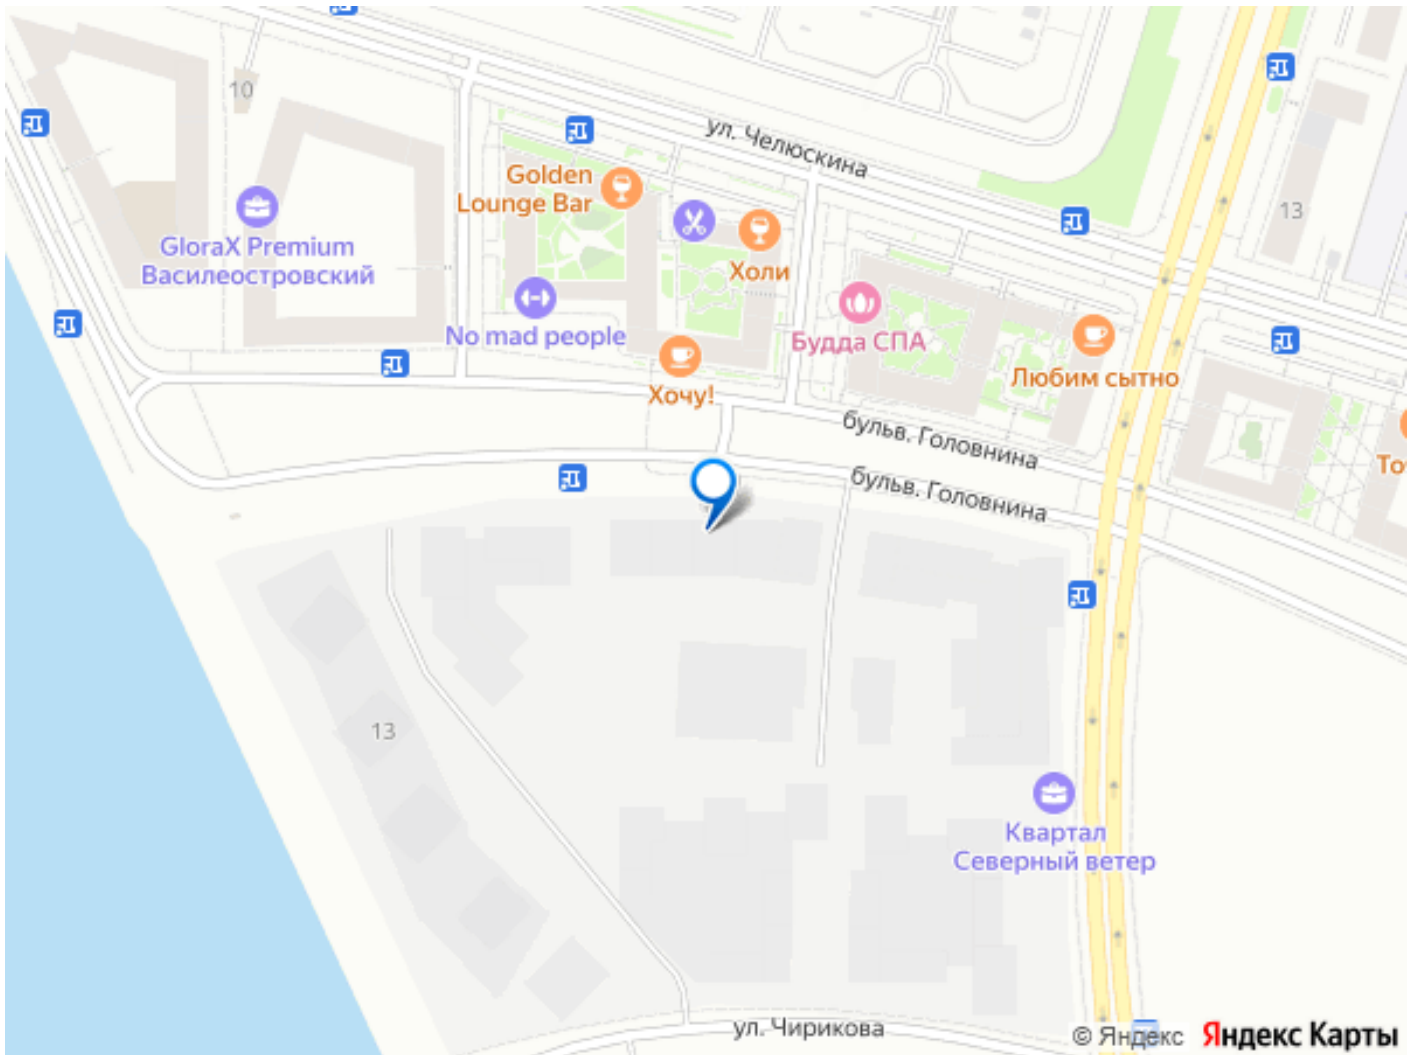 10
ул. Челюскина
Golden
Lounge Bar
13
GloraX Premium
Василеостровский
Холи
No mad people
Будда СПА
Любим сытно
Хочу!
бульв. Головнина
бульв. Головнина
13
Квартал
Северный ветер
ул. Чирикова
© Яндекс Яндекс Карты